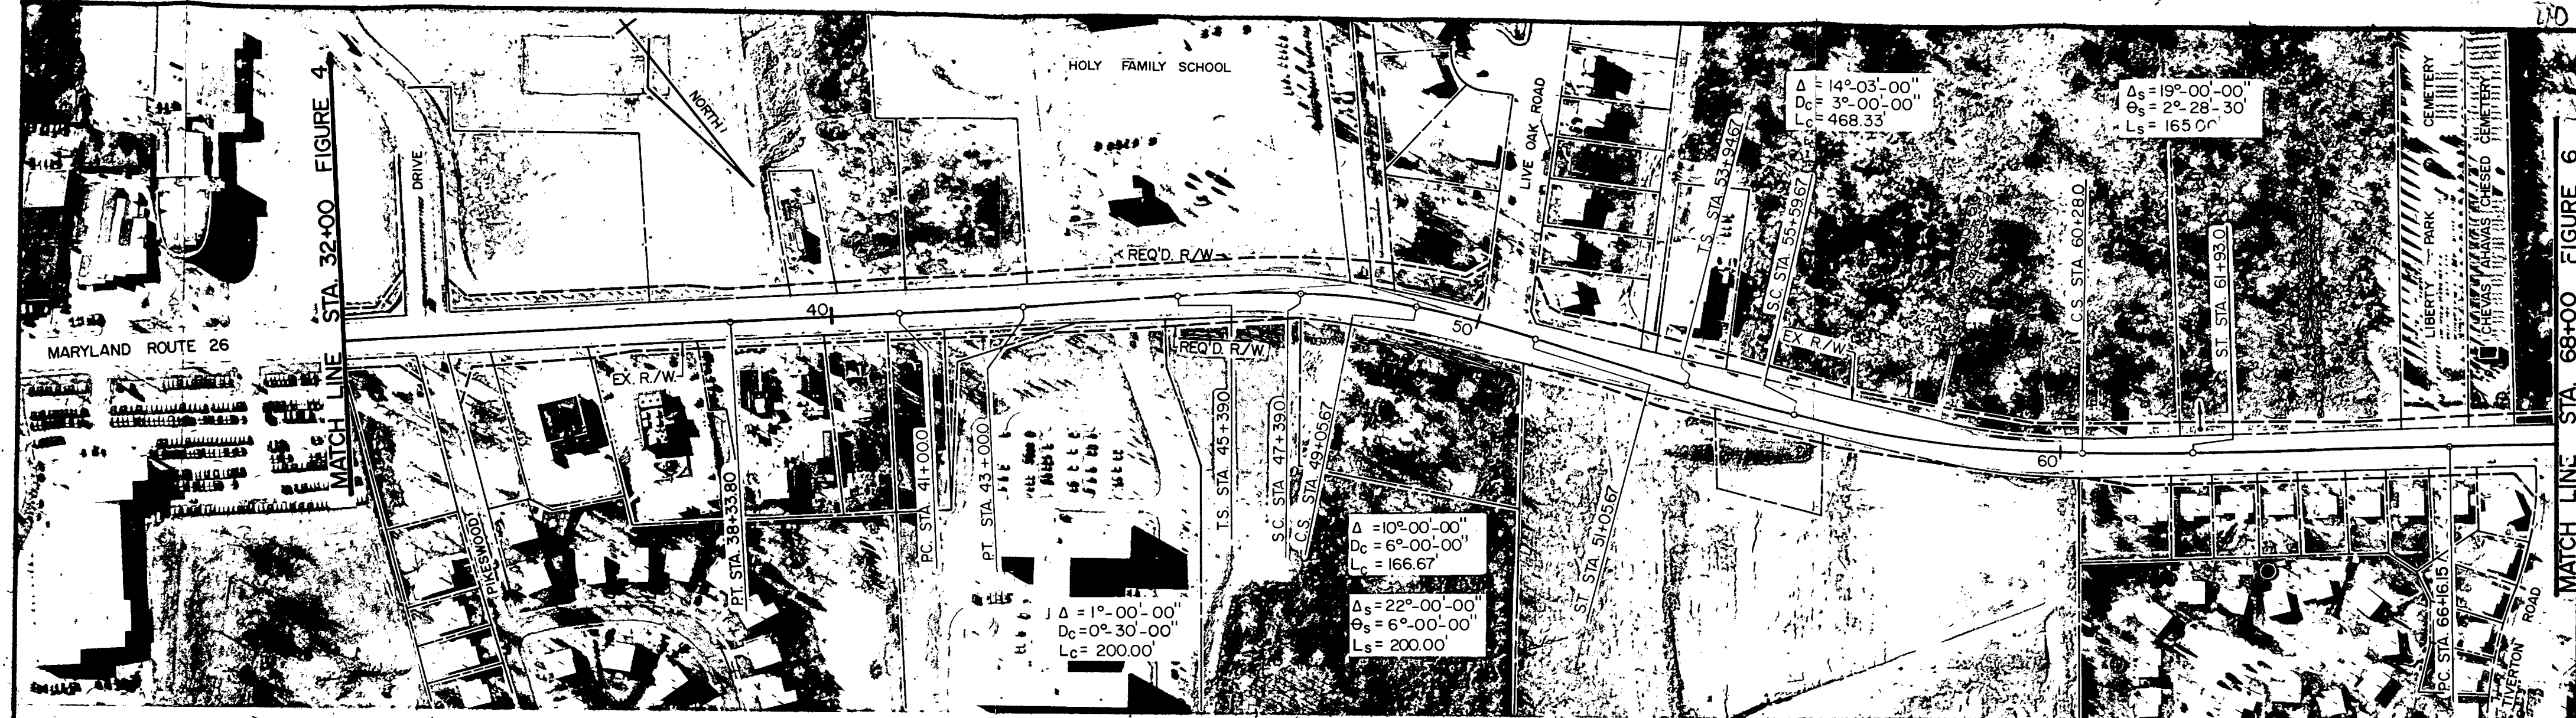 MARYLAND ROUTE 26
MATCH LINE STA. 32+00 FIGURE 4
DRIVE
NORTH
HOLY FAMILY SCHOOL
REQ'D. R/W
LIVE OAK ROAD
T.S. STA. 53+94.67
Δ = 14°-03'-00"
Dc = 3°-00'-00"
Lc = 468.33'
S.C. STA. 55+59.67
EX. R./W.
C.S. STA. 60+28.0
Δs = 19°-00'-00"
Θs = 2°-28'-30"
Ls = 165.00'
S.T. STA. 61+93.0
LIBERTY PARK CEMETERY
CHEVAS AHAVAS CHESED CEMETERY
MATCH LINE STA. 68+00 FIGURE 6
40
50
60
PIKESWOOD
EX. R./W.
P.T. STA. 38+33.80
P.C. STA. 41+00.0
P.T. STA. 43+00.0
REQ'D. R/W
T.S. STA. 45+39.0
S.C. STA. 47+39.0
C.S. STA. 49+05.67
S.T. STA. 51+05.67
Δ = 1°-00'-00"
Dc = 0°-30'-00"
Lc = 200.00'
Δ = 10°-00'-00"
Dc = 6°-00'-00"
Lc = 166.67'
Δs = 22°-00'-00"
Θs = 6°-00'-00"
Ls = 200.00'
P.C. STA. 66+16.15
TIVERTON ROAD